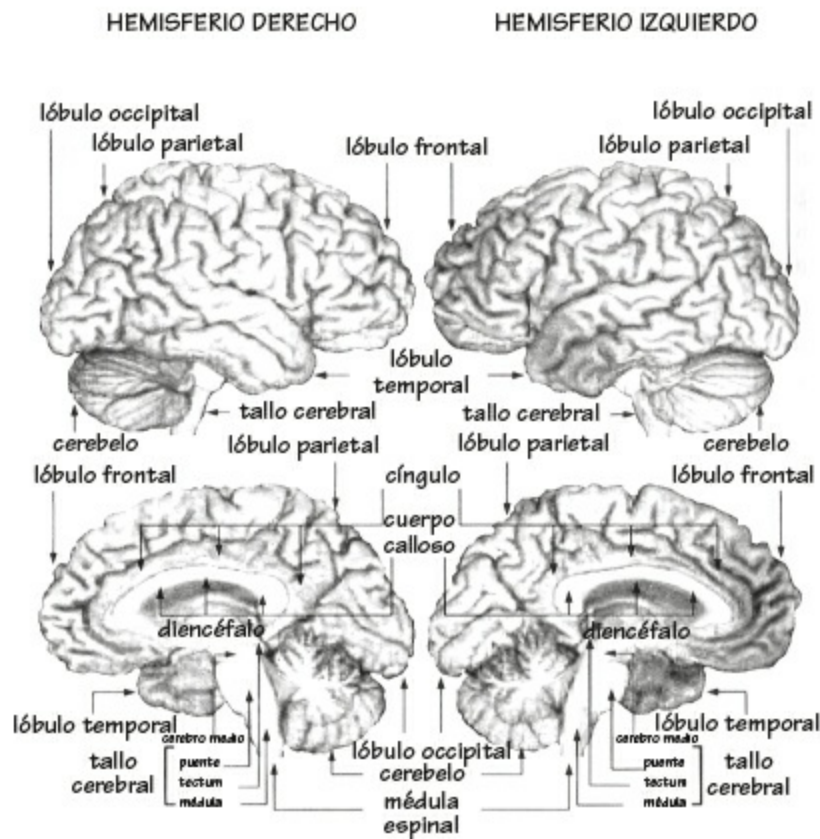 HEMISFERIO DERECHO
HEMISFERIO IZQUIERDO
lóbulo occipital
lóbulo occipital
lóbulo parietal
lóbulo frontal
lóbulo parietal
lóbulo
temporal
tallo cerebral
tallo cerebral
cerebelo
lóbulo parietal
lóbulo parietal
cerebelo
lóbulo frontal
cíngulo
lóbulo frontal
cuerpo
calloso
diencéfalo
diencéfalo
lóbulo temporal
lóbulo temporal
cerebro medio
cerebro medio
lóbulo occipital
tallo
cerebral
puente
tectum
médula
cerebelo
puente
tectum
médula
tallo
cerebral
médula
espinal